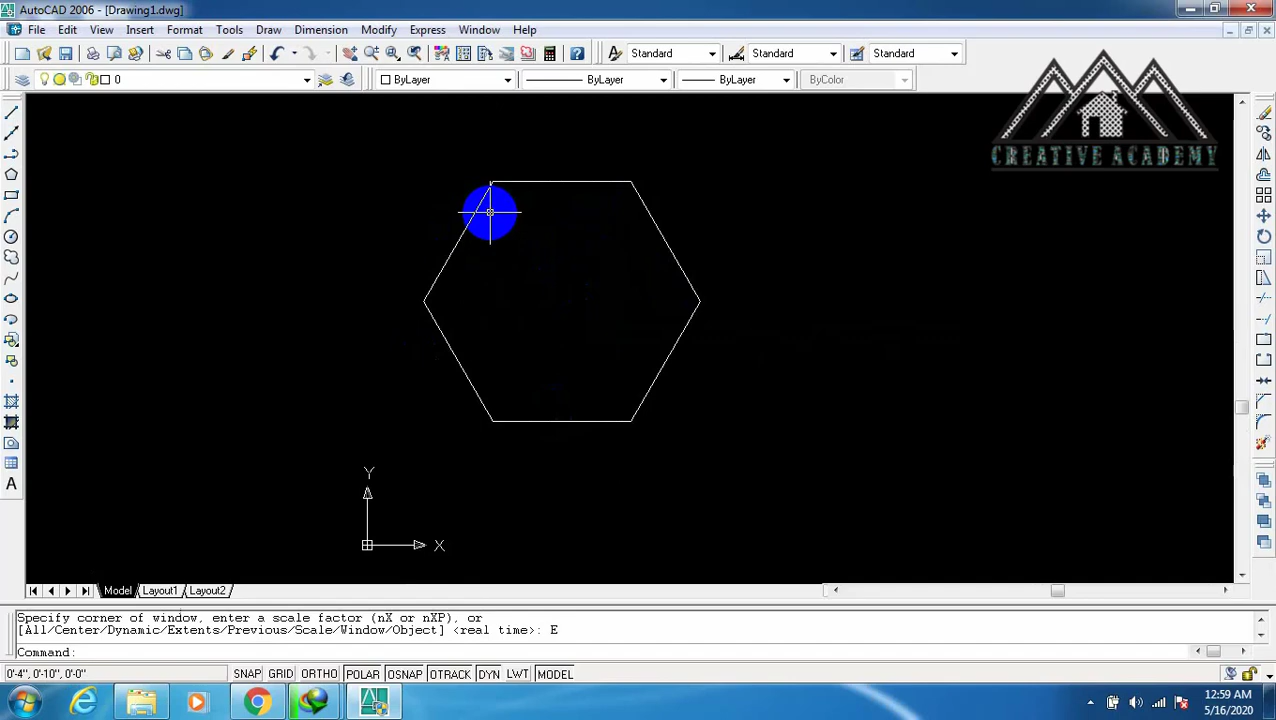 AutoCAD 2006 - [Drawing1.dwg]
File Edit View Insert Format Tools Draw Dimension Modify Express Window Help
Standard Standard Standard
0 ByLayer ByLayer ByLayer ByColor
CREATIVE ACADEMY
A
Y
X
Model Layout1 Layout2
Specify corner of window, enter a scale factor (nX or nXP), or
[All/Center/Dynamic/Extents/Previous/Scale/Window/Object] <real time>: E
Command:
0'-4", 0'-10", 0'-0" SNAP GRID ORTHO POLAR OSNAP OTRACK DYN LWT MODEL
12:59 AM
5/16/2020